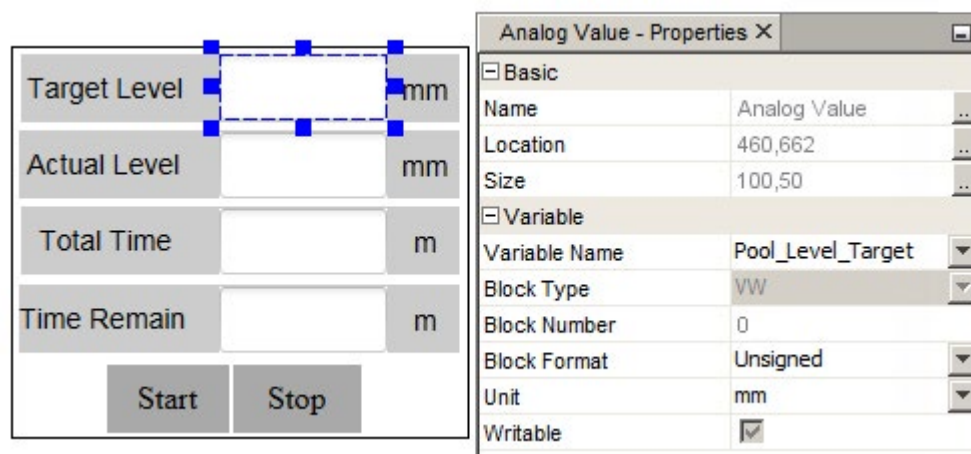 Target Level mm
Actual Level mm
Total Time m
Time Remain m
Start Stop
Analog Value - Properties X
Basic
Name Analog Value ...
Location 460,662 ...
Size 100,50 ...
Variable
Variable Name Pool_Level_Target
Block Type VW
Block Number 0
Block Format Unsigned
Unit mm
Writable